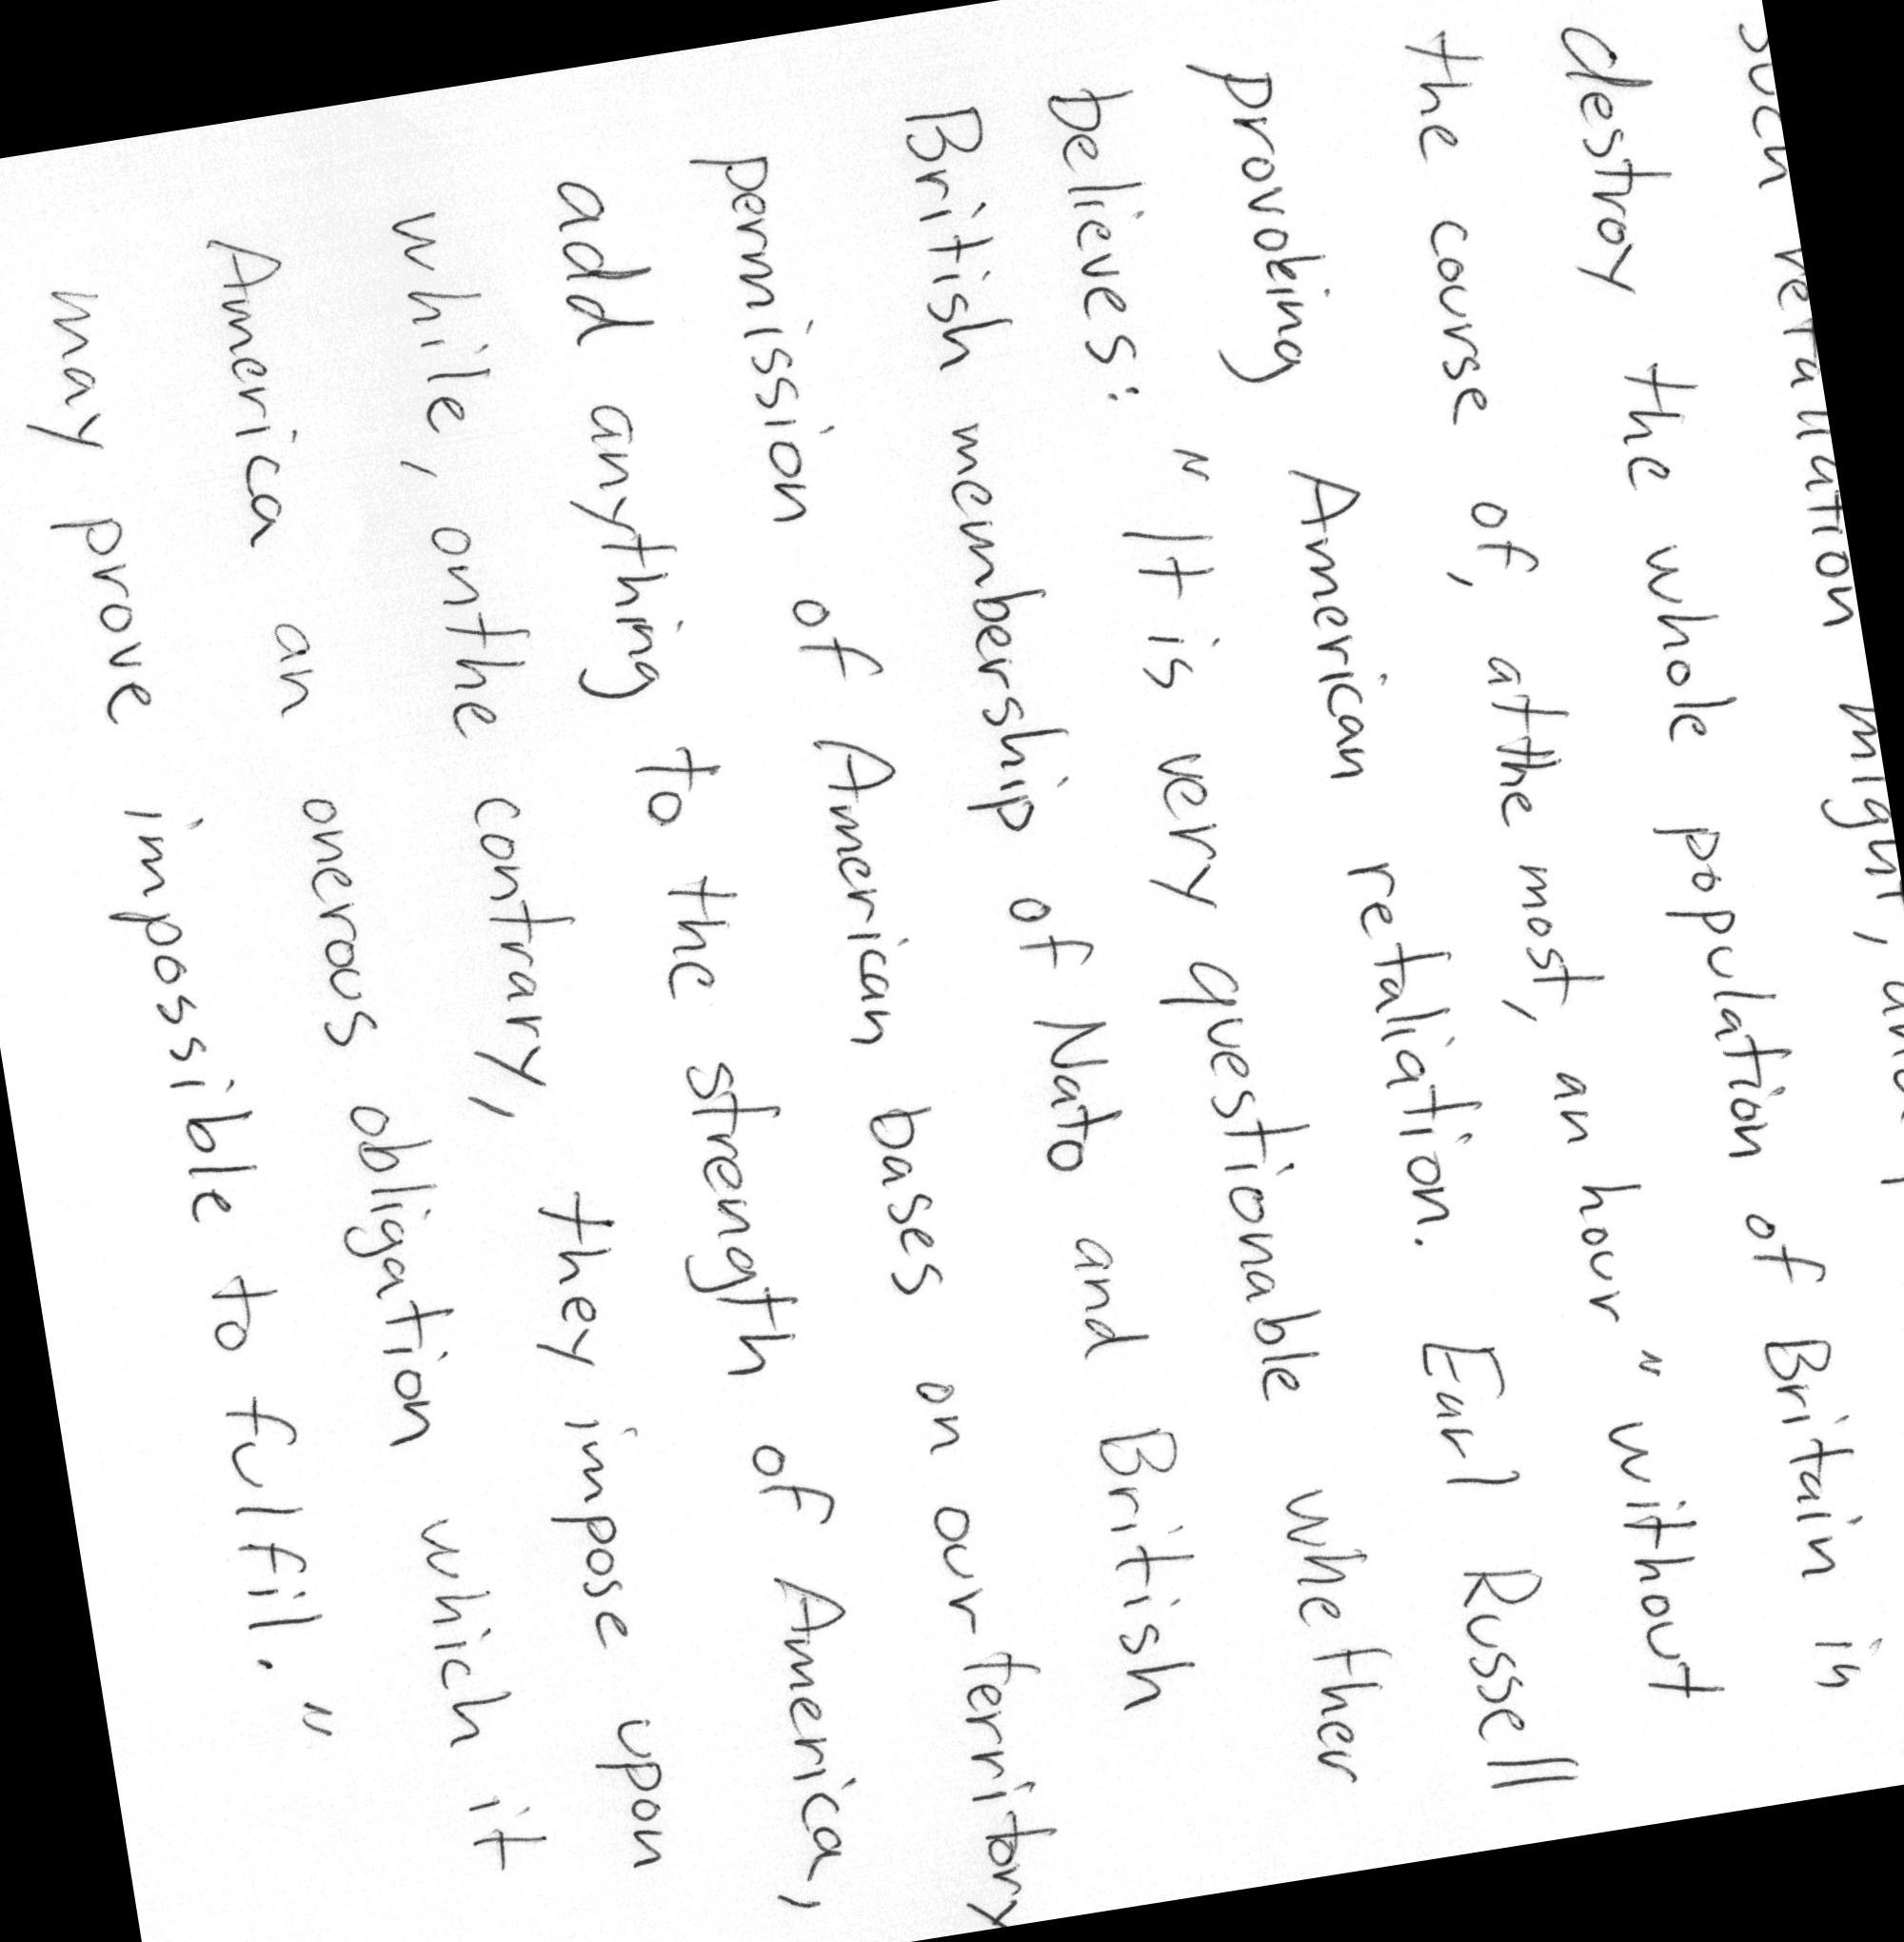 such retaliation might, and
destroy the whole population of Britain in
the course of, at the most, an hour " without
provoking American retaliation. Earl Russell
believes: " It is very questionable whether
British membership of Nato and British
permission of American bases on our territory
add anything to the strength of America,
while, on the contrary, they impose upon
America an onerous obligation which it
may prove impossible to fulfil. "